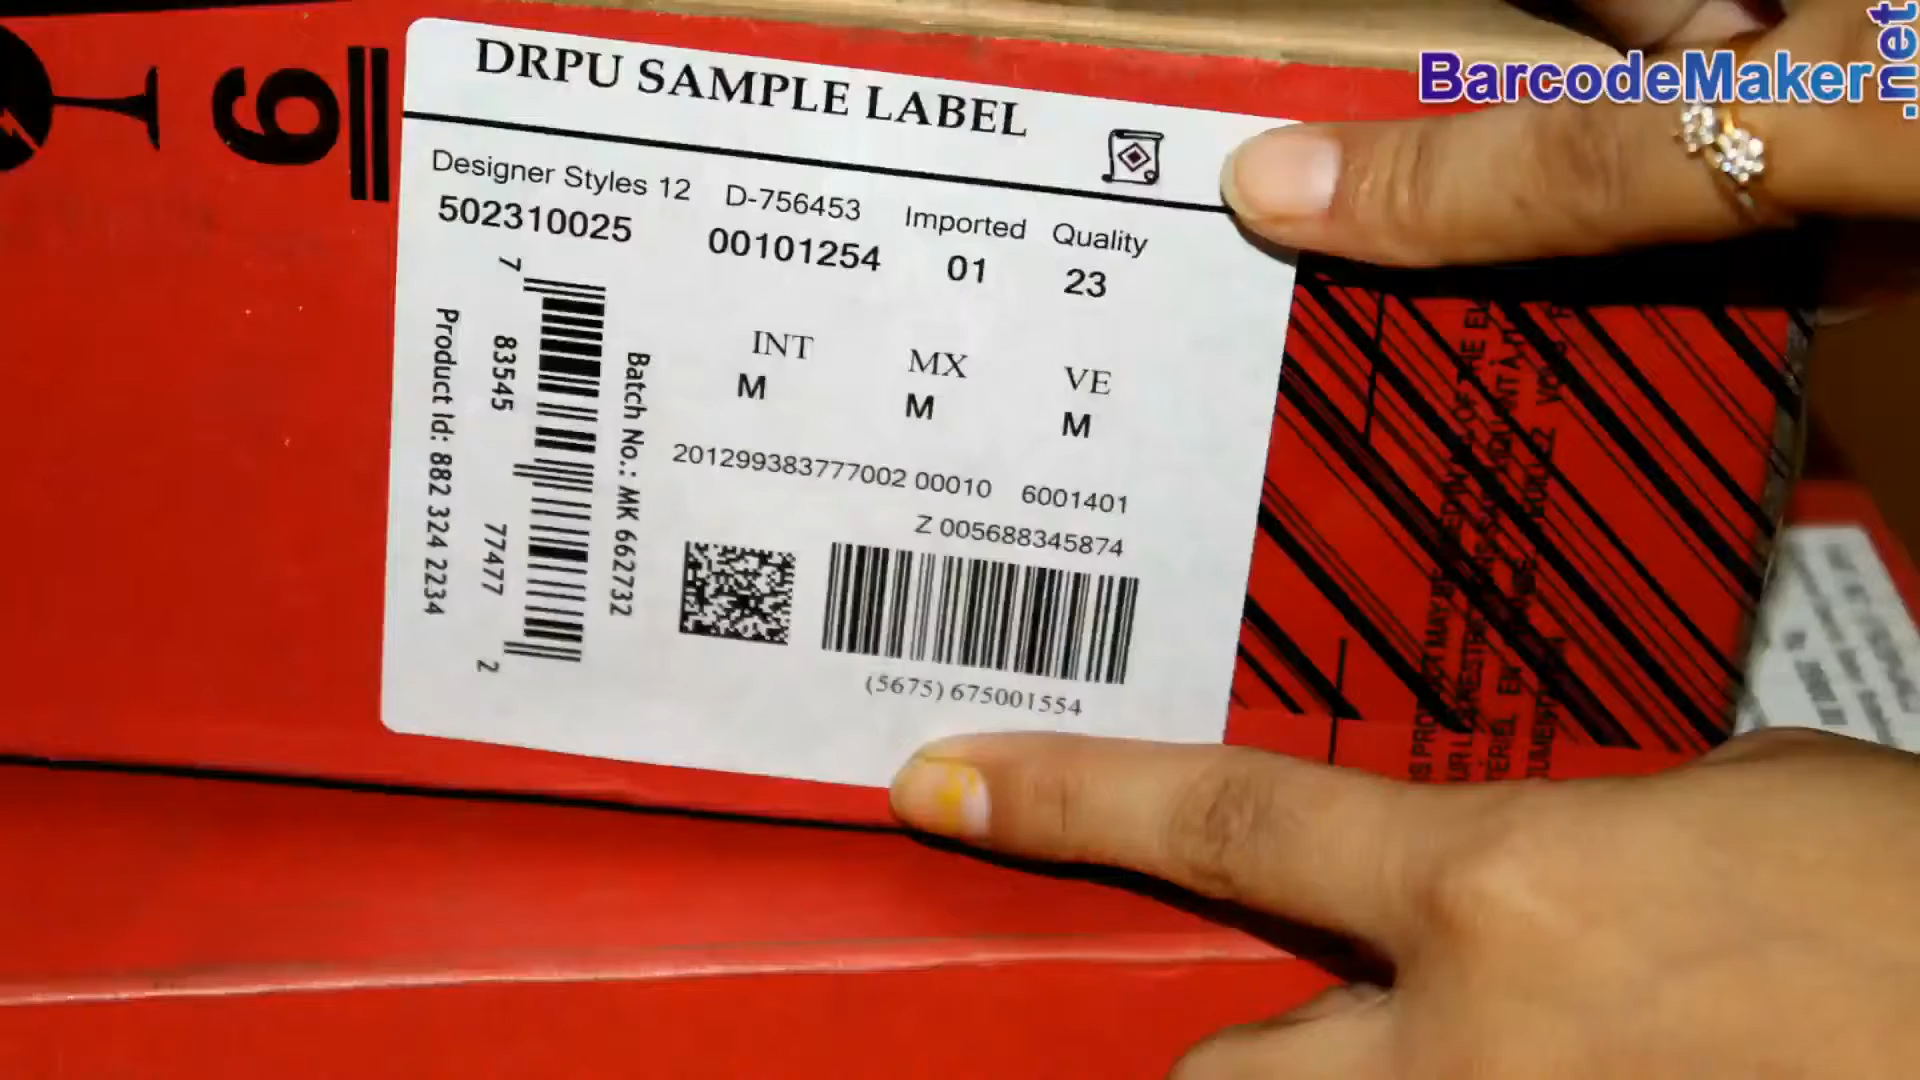 BarcodeMaker.net
9
DRPU SAMPLE LABEL
Designer Styles 12 D-756453 Imported Quality
502310025 00101254 01 23
INT MX VE
M M M
201299383777002 00010 6001401
Z 005688345874
(5675) 675001554
Batch No.: MK 662732
7 83545 77477 2
Product Id: 882 324 2234